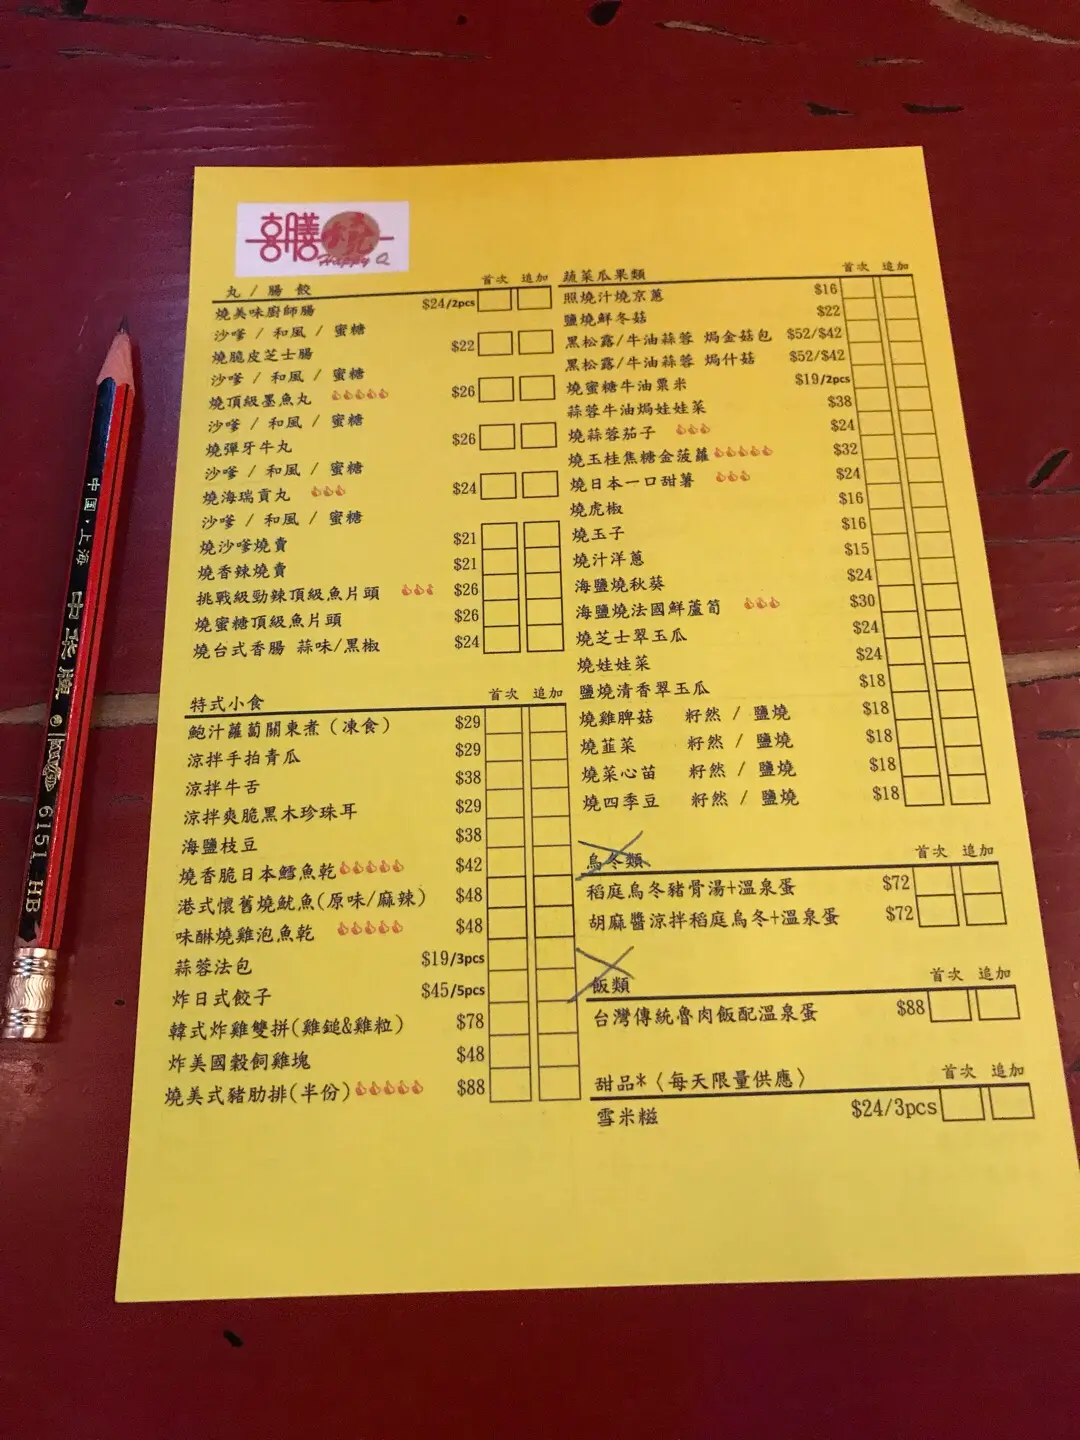 喜膳燒
Happy Q
丸 / 腸 餃 首次 追加
燒美味廚師腸 $24/2pcs
沙嗲 / 和風 / 蜜糖
燒脆皮芝士腸 $22
沙嗲 / 和風 / 蜜糖
燒頂級墨魚丸 $26
沙嗲 / 和風 / 蜜糖
燒彈牙牛丸 $26
沙嗲 / 和風 / 蜜糖
燒海瑞貢丸 $24
沙嗲 / 和風 / 蜜糖
燒沙嗲燒賣 $21
燒香辣燒賣 $21
挑戰級勁辣頂級魚片頭 $26
燒蜜糖頂級魚片頭 $26
燒台式香腸 蒜味/黑椒 $24
特式小食 首次 追加
鮑汁蘿蔔關東煮(凍食) $29
涼拌手拍青瓜 $29
涼拌牛舌 $38
涼拌爽脆黑木珍珠耳 $29
海鹽枝豆 $38
燒香脆日本鱈魚乾 $42
港式懷舊燒魷魚(原味/麻辣) $48
味醂燒雞泡魚乾 $48
蒜蓉法包 $19/3pcs
炸日式餃子 $45/5pcs
韓式炸雞雙拼(雞鎚&雞粒) $78
炸美國穀飼雞塊 $48
燒美式豬肋排(半份) $88
蔬菜瓜果類 首次 追加
照燒汁燒京蔥 $16
鹽燒鮮冬菇 $22
黑松露/牛油蒜蓉 焗金菇包 $52/$42
黑松露/牛油蒜蓉 焗什菇 $52/$42
燒蜜糖牛油粟米 $19/2pcs
蒜蓉牛油焗娃娃菜 $38
燒蒜蓉茄子 $24
燒玉桂焦糖金菠蘿 $32
燒日本一口甜薯 $24
燒虎椒 $16
燒玉子 $16
燒汁洋蔥 $15
海鹽燒秋葵 $24
海鹽燒法國鮮蘆筍 $30
燒芝士翠玉瓜 $24
燒娃娃菜 $24
鹽燒清香翠玉瓜 $18
燒雞脾菇 籽然 / 鹽燒 $18
燒韮菜 籽然 / 鹽燒 $18
燒菜心苗 籽然 / 鹽燒 $18
燒四季豆 籽然 / 鹽燒 $18
烏冬類 首次 追加
稻庭烏冬豬骨湯+溫泉蛋 $72
胡麻醬涼拌稻庭烏冬+溫泉蛋 $72
飯類 首次 追加
台灣傳統魯肉飯配溫泉蛋 $88
甜品*〈每天限量供應〉 首次 追加
雪米糍 $24/3pcs
中国·上海 中华牌 6151 HB